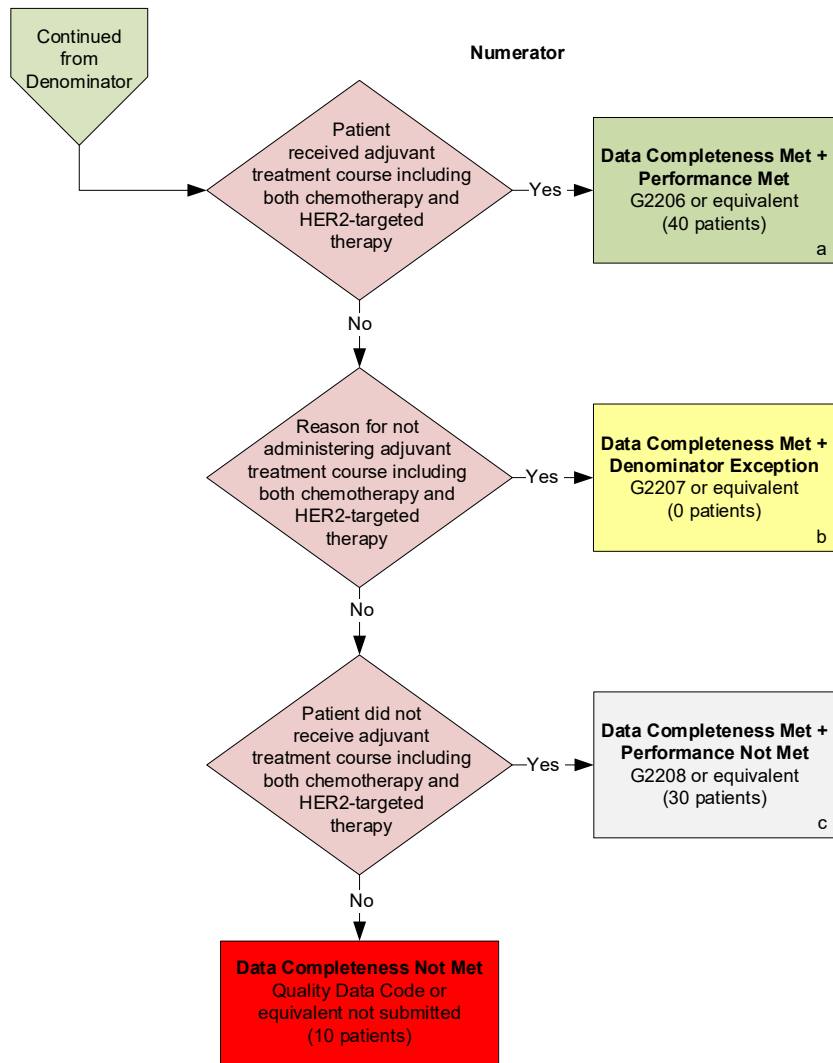 Continued
from
Denominator
Numerator
Patient
received adjuvant
treatment course including
both chemotherapy and
HER2-targeted
therapy
Yes
Data Completeness Met +
Performance Met
G2206 or equivalent
(40 patients)
a
No
Reason for not
administering adjuvant
treatment course including
both chemotherapy and
HER2-targeted
therapy
Yes
Data Completeness Met +
Denominator Exception
G2207 or equivalent
(0 patients)
b
No
Patient did not
receive adjuvant
treatment course including
both chemotherapy and
HER2-targeted
therapy
Yes
Data Completeness Met +
Performance Not Met
G2208 or equivalent
(30 patients)
c
No
Data Completeness Not Met
Quality Data Code or
equivalent not submitted
(10 patients)